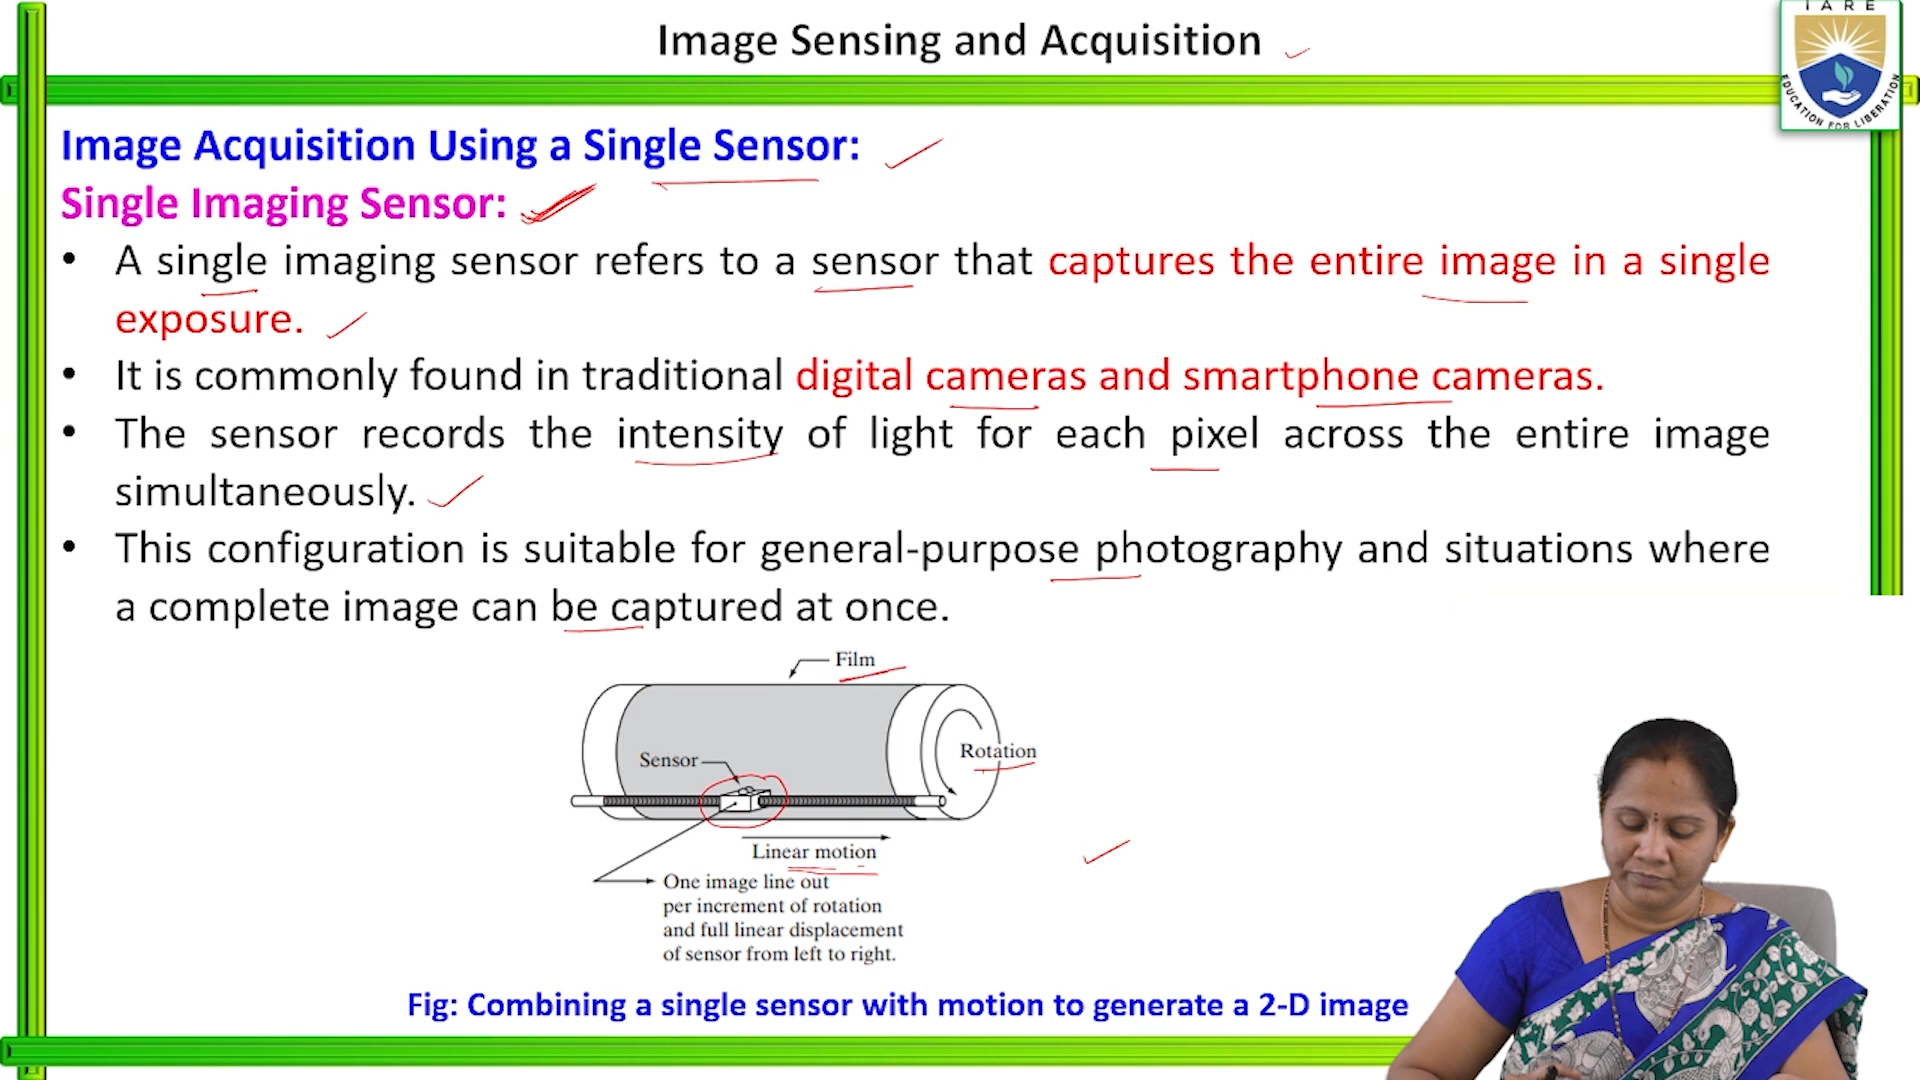 Image Sensing and Acquisition
IARE
EDUCATION FOR LIBERATION
Image Acquisition Using a Single Sensor:
Single Imaging Sensor:
• A single imaging sensor refers to a sensor that captures the entire image in a single
exposure.
• It is commonly found in traditional digital cameras and smartphone cameras.
• The sensor records the intensity of light for each pixel across the entire image
simultaneously.
• This configuration is suitable for general-purpose photography and situations where
a complete image can be captured at once.
Film
Rotation
Sensor
Linear motion
One image line out
per increment of rotation
and full linear displacement
of sensor from left to right.
Fig: Combining a single sensor with motion to generate a 2-D image